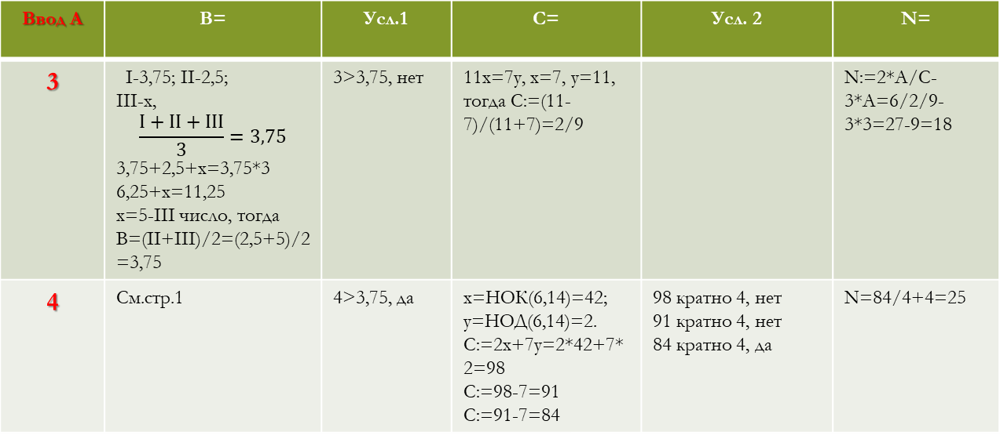 Ввод А
B=
Усл.1
C=
Усл. 2
N=
3
I-3,75; II-2,5;
III-x,
(I + II + III)/3 = 3,75
3,75+2,5+x=3,75*3
6,25+x=11,25
x=5-III число, тогда
B=(II+III)/2=(2,5+5)/2
=3,75
3>3,75, нет
11x=7y, x=7, y=11,
тогда C:=(11-
7)/(11+7)=2/9
N:=2*A/C-
3*A=6/2/9-
3*3=27-9=18
4
См.стр.1
4>3,75, да
x=НОК(6,14)=42;
y=НОД(6,14)=2.
C:=2x+7y=2*42+7*
2=98
C:=98-7=91
C:=91-7=84
98 кратно 4, нет
91 кратно 4, нет
84 кратно 4, да
N=84/4+4=25